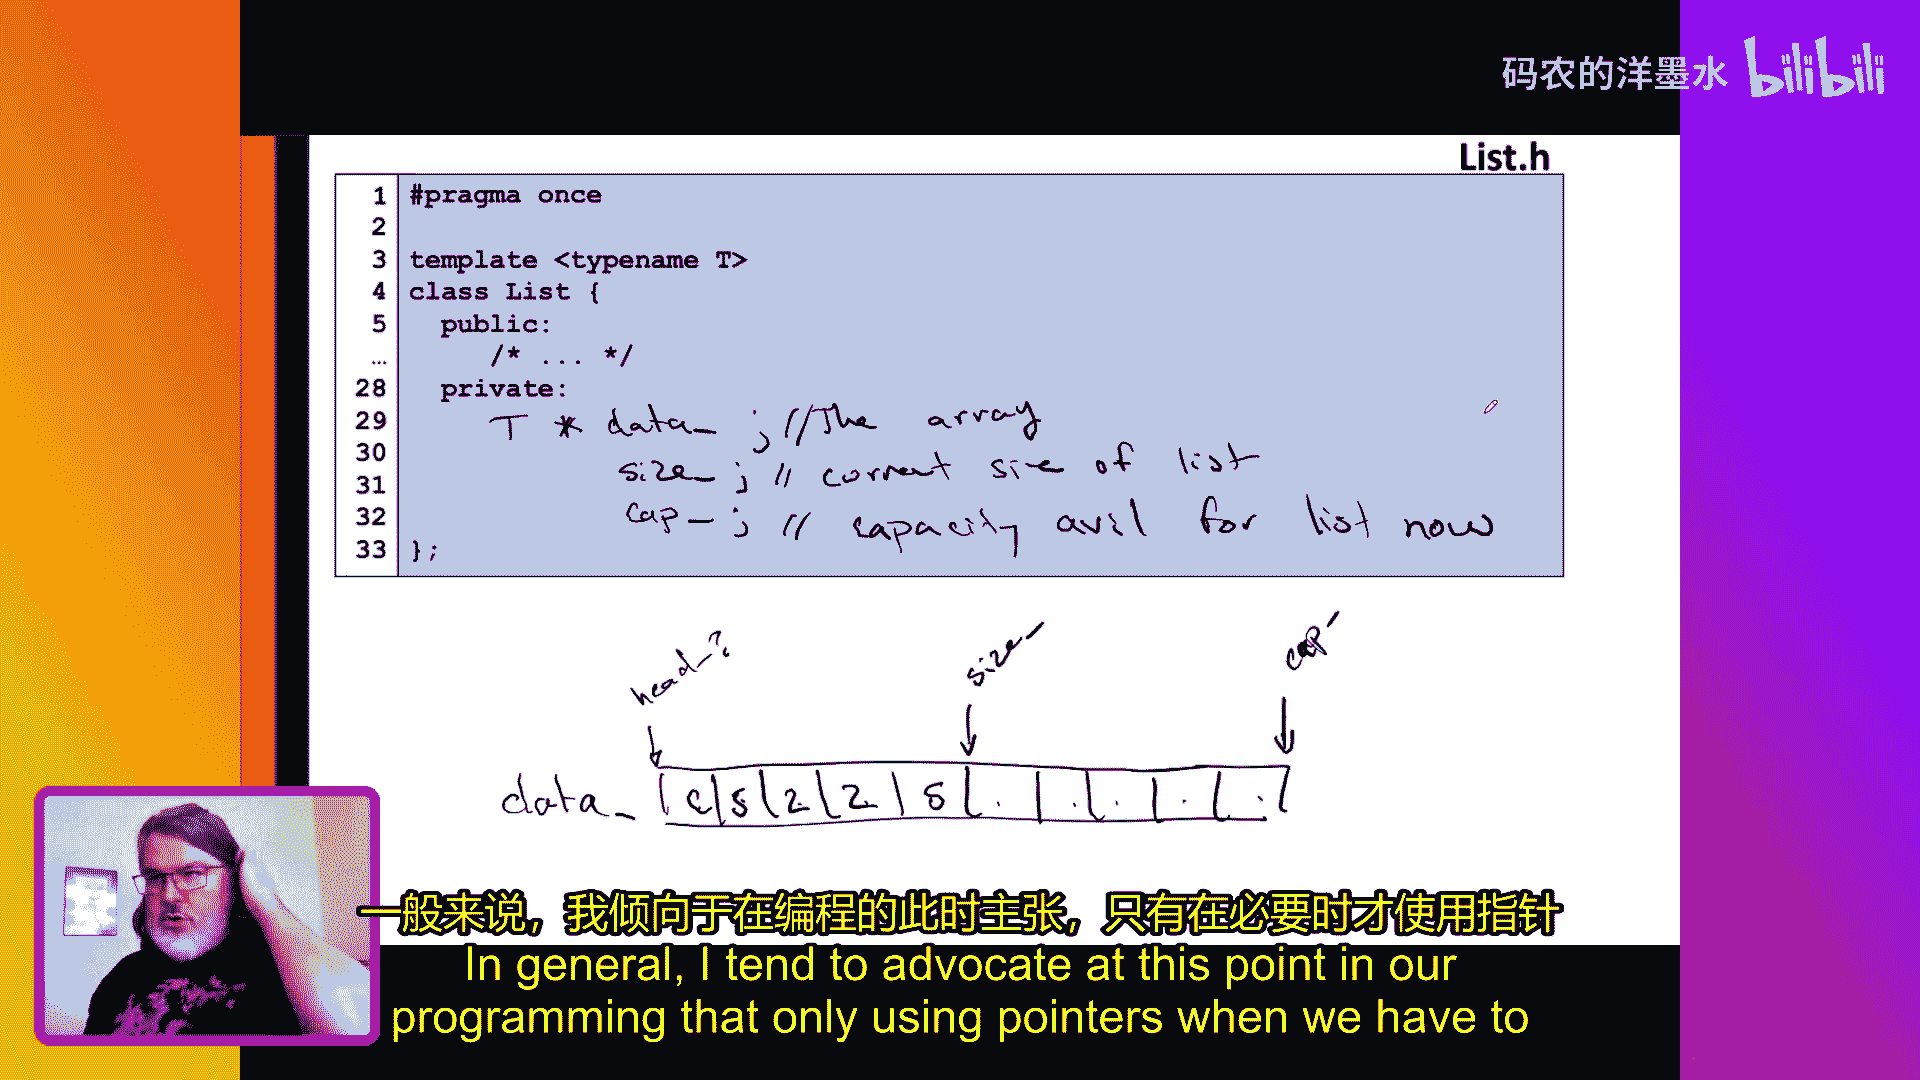 码农的洋墨水 bilibili
List.h
1 #pragma once
2
3 template <typename T>
4 class List {
5 public:
... /* ... */
28 private:
29 T * data_ ; //The array
30 size_ ; // current size of list
31
32 cap_ ; // capacity avil for list now
33 };
head_? size_ cap_
data_ C S 2 2 5 . . . . .
一般来说，我倾向于在编程的此时主张，只有在必要时才使用指针
In general, I tend to advocate at this point in our
programming that only using pointers when we have to